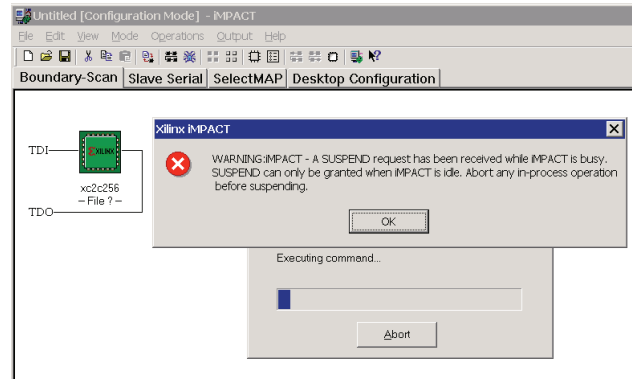 Untitled [Configuration Mode] - iMPACT
File Edit View Mode Operations Output Help
Boundary-Scan Slave Serial SelectMAP Desktop Configuration
Xilinx iMPACT
WARNING:iMPACT - A SUSPEND request has been received while iMPACT is busy.
SUSPEND can only be granted when iMPACT is idle. Abort any in-process operation
before suspending.
OK
TDI
XILINX
xc2c256
-- File ? --
TDO
Executing command...
Abort